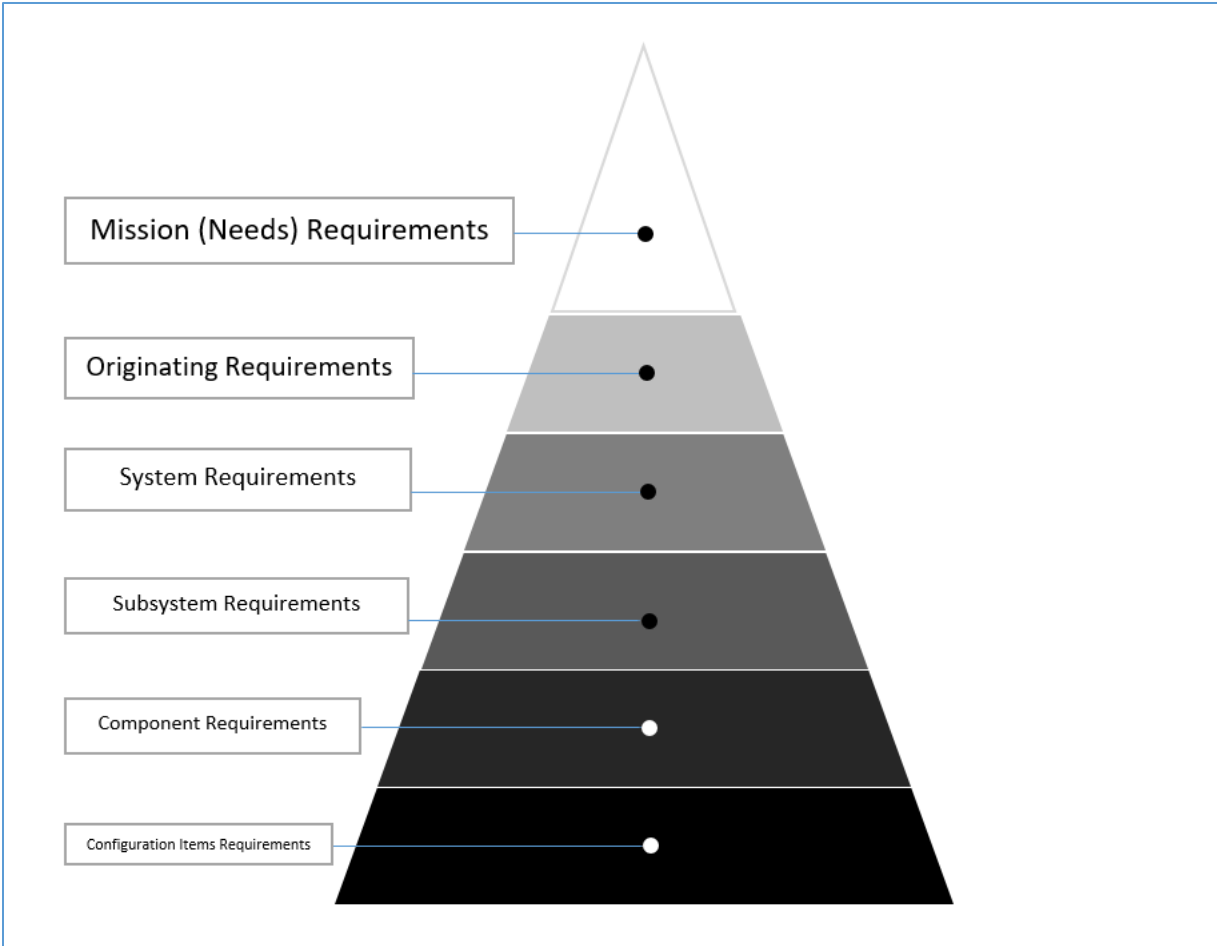 Mission (Needs) Requirements
Originating Requirements
System Requirements
Subsystem Requirements
Component Requirements
Configuration Items Requirements